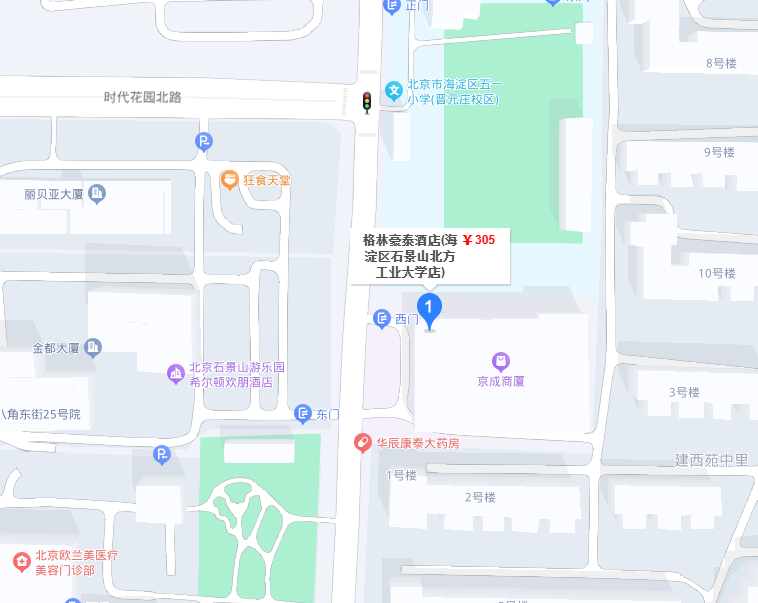 正门
8号楼
北京市海淀区五一
小学(晋元庄校区)
时代花园北路
9号楼
狂食天堂
丽贝亚大厦
格林豪泰酒店(海
淀区石景山北方
工业大学店)
¥ 305
10号楼
1
西门
金都大厦
北京石景山游乐园
希尔顿欢朋酒店
京成商厦
3号楼
八角东街25号院
东门
华辰康泰大药房
建西苑中里
1号楼
2号楼
北京欧兰美医疗
美容门诊部